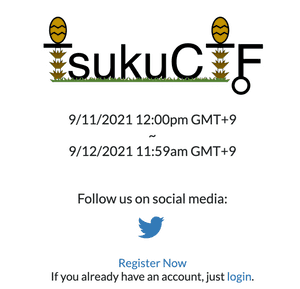 TsukuCTF
9/11/2021 12:00pm GMT+9
~
9/12/2021 11:59am GMT+9
Follow us on social media:
Register Now
If you already have an account, just login.